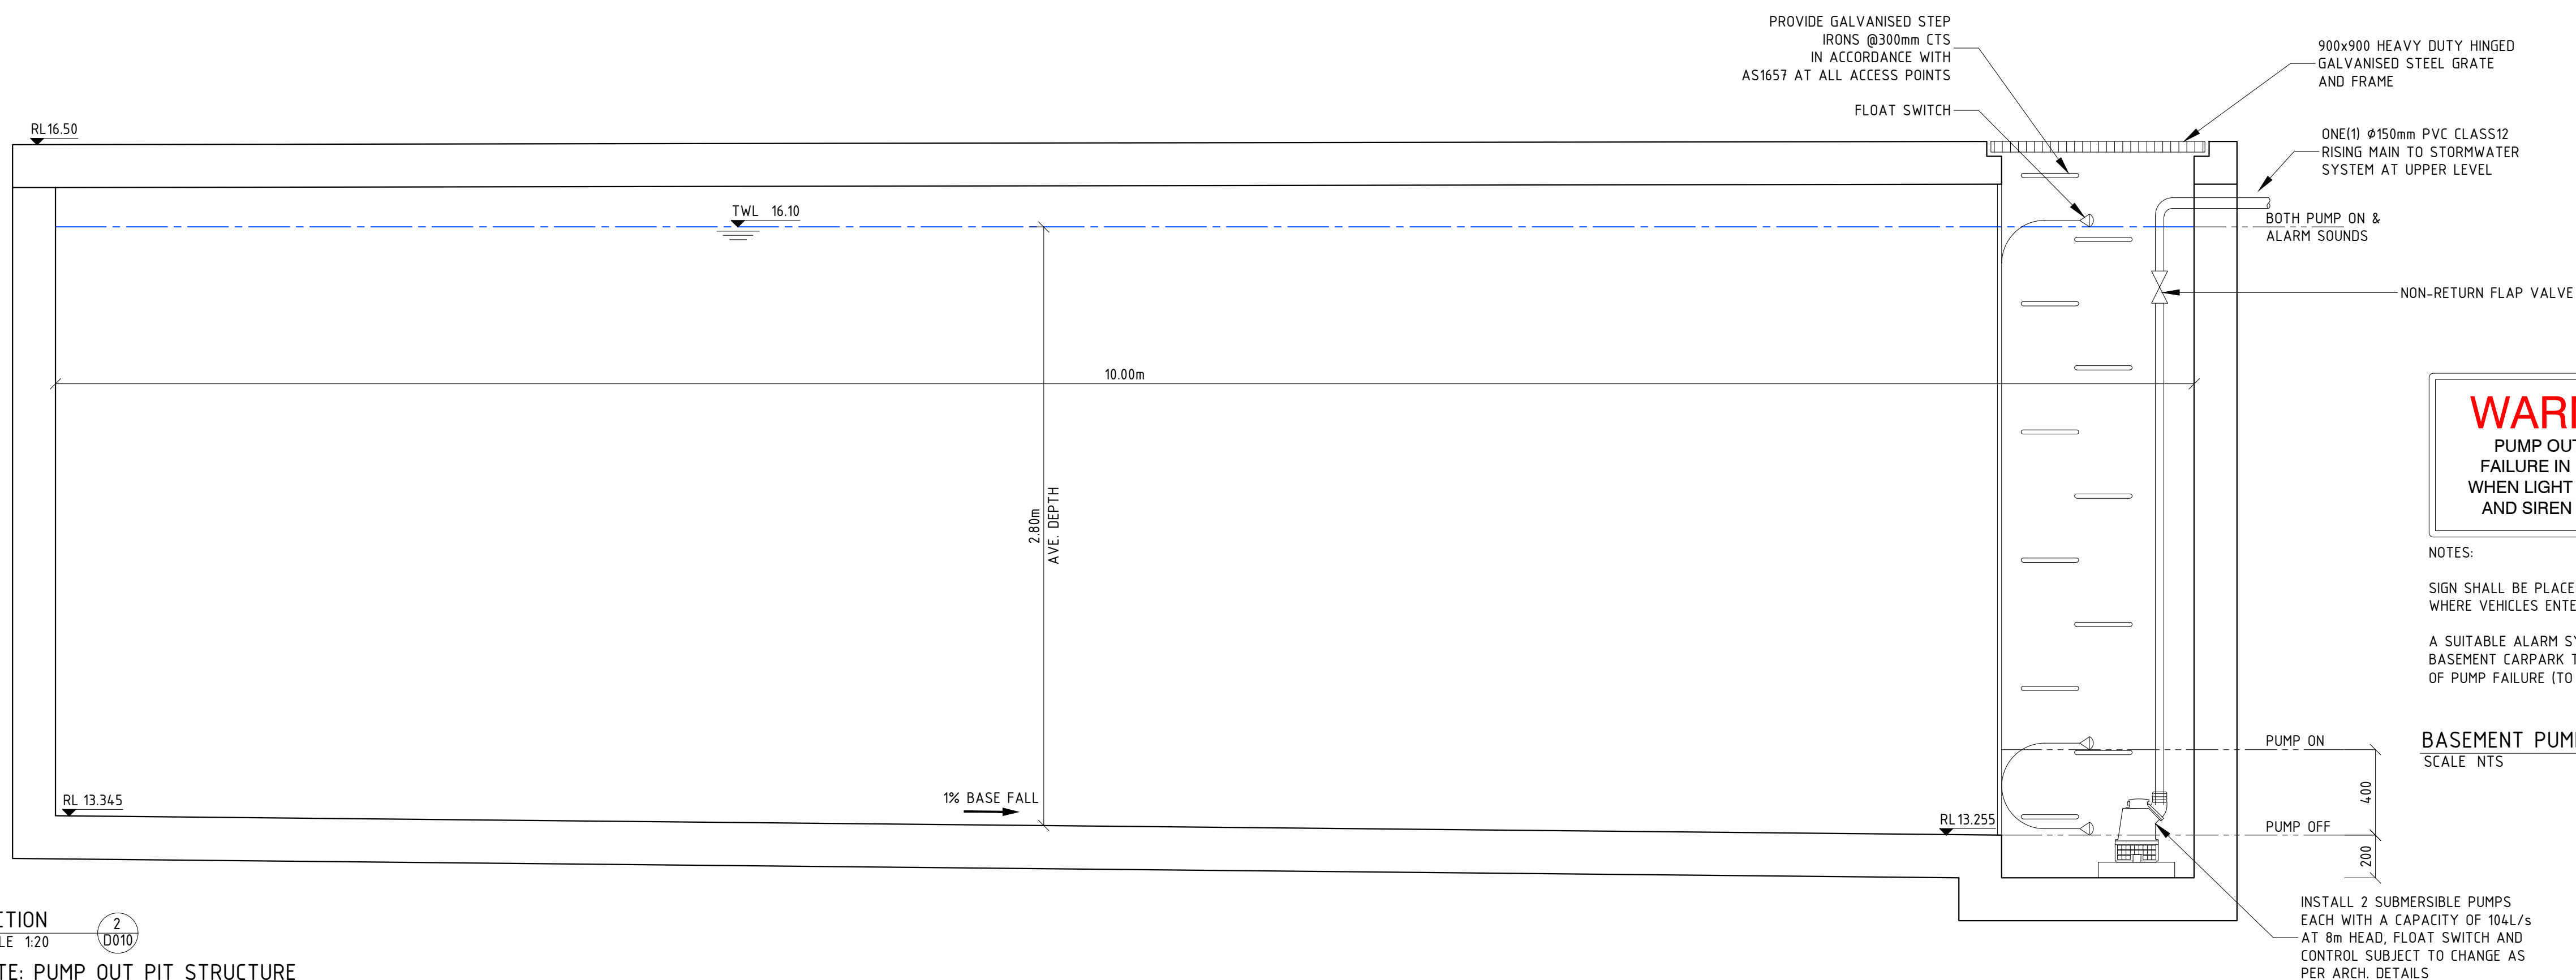 PROVIDE GALVANISED STEP
IRONS @300mm CTS
IN ACCORDANCE WITH
AS1657 AT ALL ACCESS POINTS
FLOAT SWITCH
900x900 HEAVY DUTY HINGED
GALVANISED STEEL GRATE
AND FRAME
ONE(1) Ø150mm PVC CLASS12
RISING MAIN TO STORMWATER
SYSTEM AT UPPER LEVEL
RL16.50
TWL 16.10
BOTH PUMP ON &
ALARM SOUNDS
NON-RETURN FLAP VALVE
10.00m
2.80m
AVE. DEPTH
PUMP OUT
FAILURE IN
WHEN LIGHT
AND SIREN
NOTES:
SIGN SHALL BE PLACE
WHERE VEHICLES ENTE
A SUITABLE ALARM SY
BASEMENT CARPARK T
OF PUMP FAILURE (TO
BASEMENT PUM
SCALE NTS
PUMP ON
400
PUMP OFF
200
RL 13.345
1% BASE FALL
RL13.255
INSTALL 2 SUBMERSIBLE PUMPS
EACH WITH A CAPACITY OF 104L/s
AT 8m HEAD, FLOAT SWITCH AND
CONTROL SUBJECT TO CHANGE AS
PER ARCH. DETAILS
CTION
LE 1:20
2
D010
TE: PUMP OUT PIT STRUCTURE